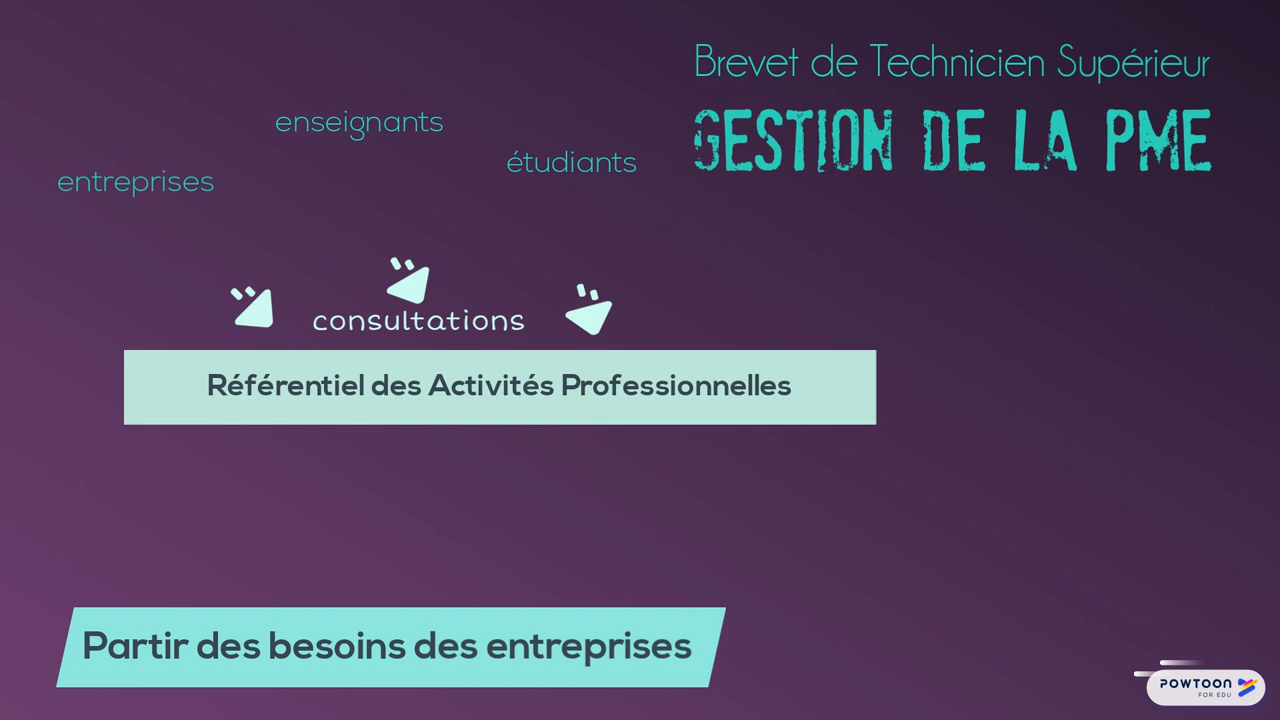 Brevet de Technicien Supérieur
GESTION DE LA PME
enseignants
étudiants
entreprises
consultations
Référentiel des Activités Professionnelles
Partir des besoins des entreprises
POWTOON
FOR EDU